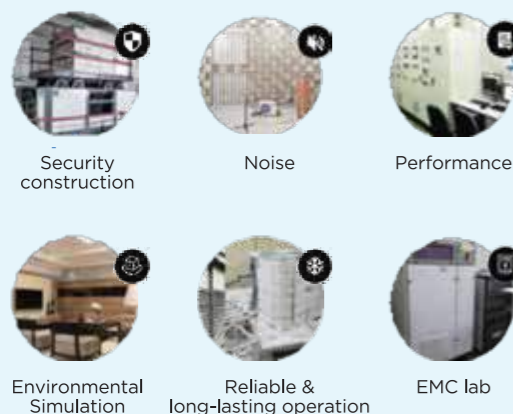 Security
construction
Noise
Performance
Environmental
Simulation
Reliable &
long-lasting operation
EMC lab